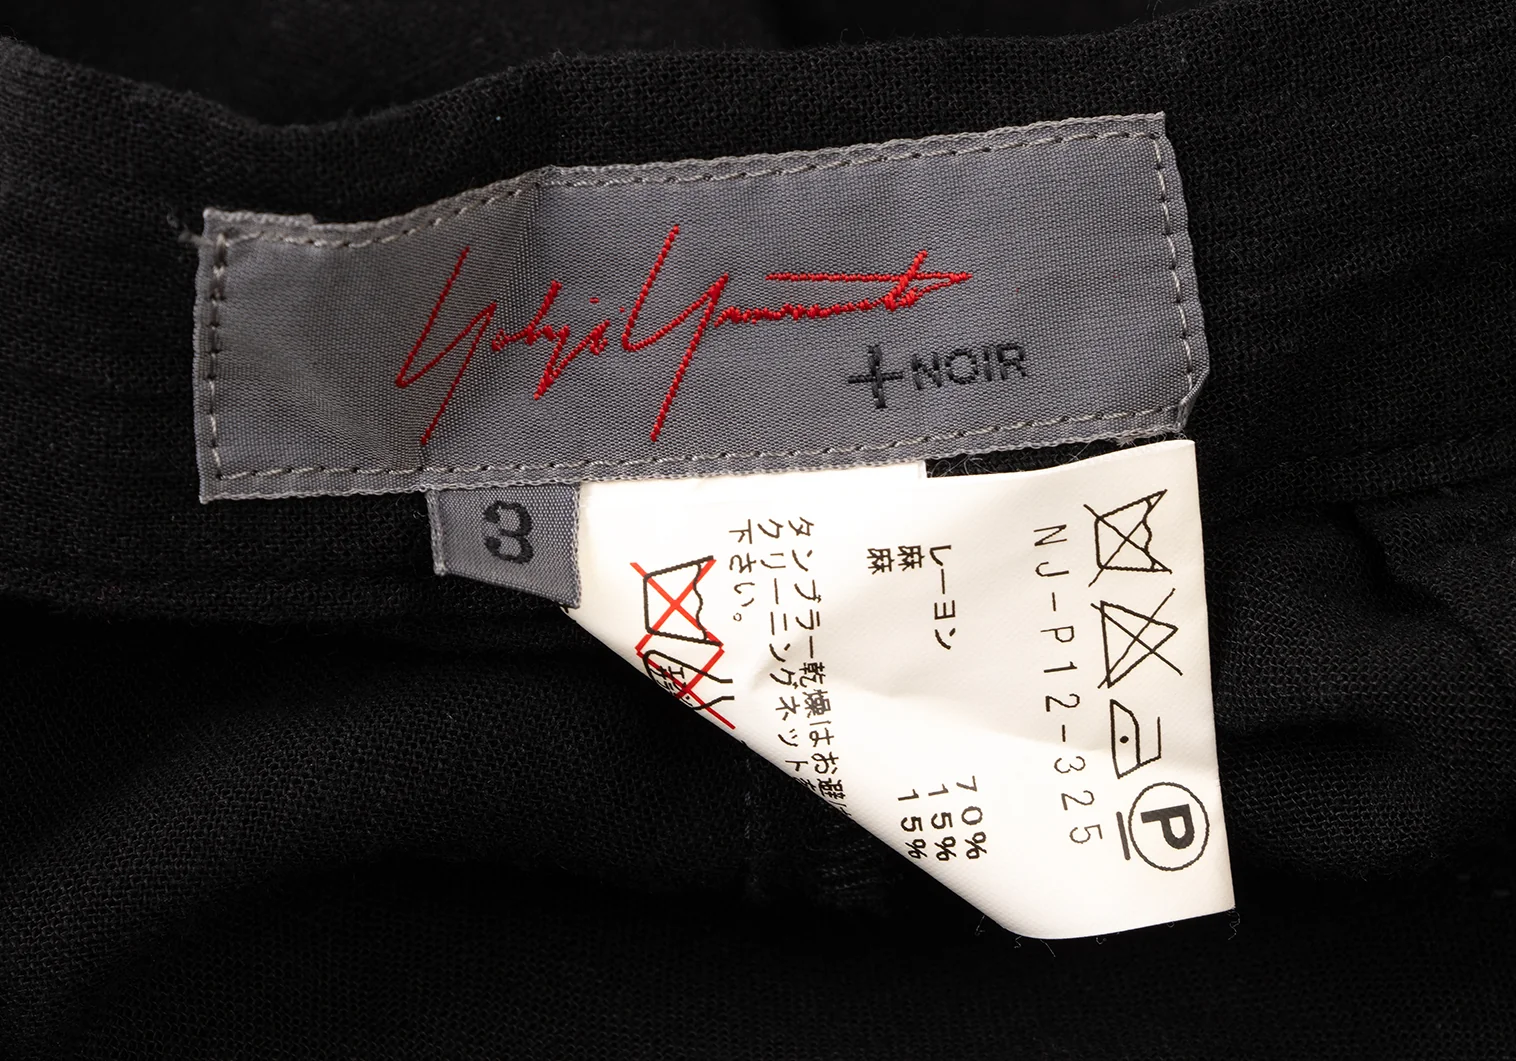 Yohji Yamamoto
+NOIR
3
NJ-P12-325
レーヨン 70%
麻 15%
麻 15%
タンブラー乾燥はお避け
クリーニングネット
下さい。
P